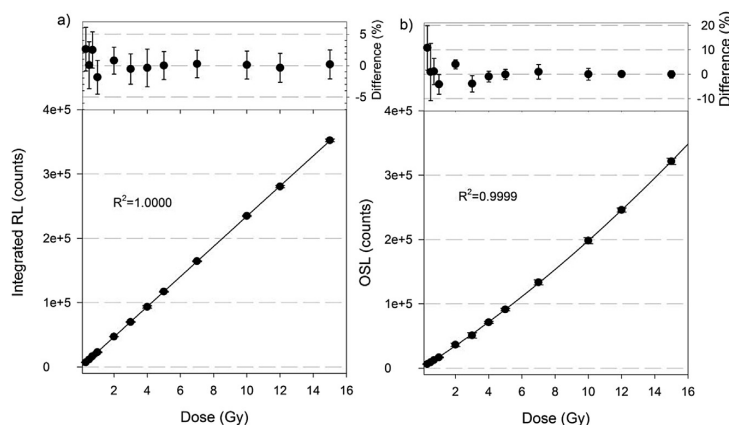 a)
5
0
-5
Difference (%)
4e+5
3e+5
2e+5
1e+5
0
Integrated RL (counts)
R²=1.0000
2 4 6 8 10 12 14 16
Dose (Gy)
b)
20
10
0
-10
Difference (%)
4e+5
3e+5
2e+5
1e+5
0
OSL (counts)
R²=0.9999
0 2 4 6 8 10 12 14 16
Dose (Gy)